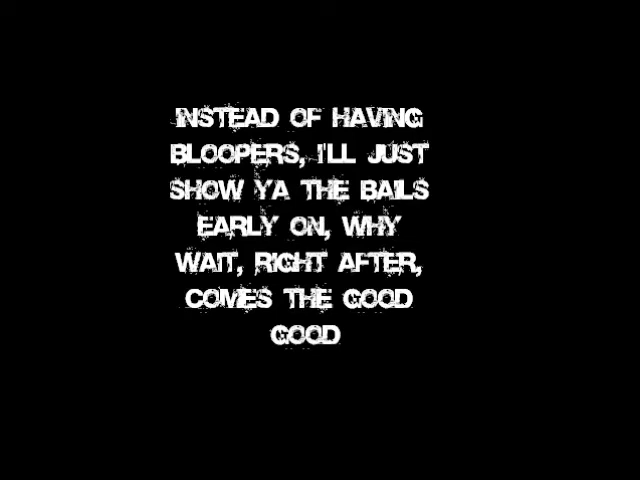 INSTEAD OF HAVING
BLOOPERS, I'LL JUST
SHOW YA THE BAILS
EARLY ON, WHY
WAIT, RIGHT AFTER,
COMES THE GOOD
GOOD